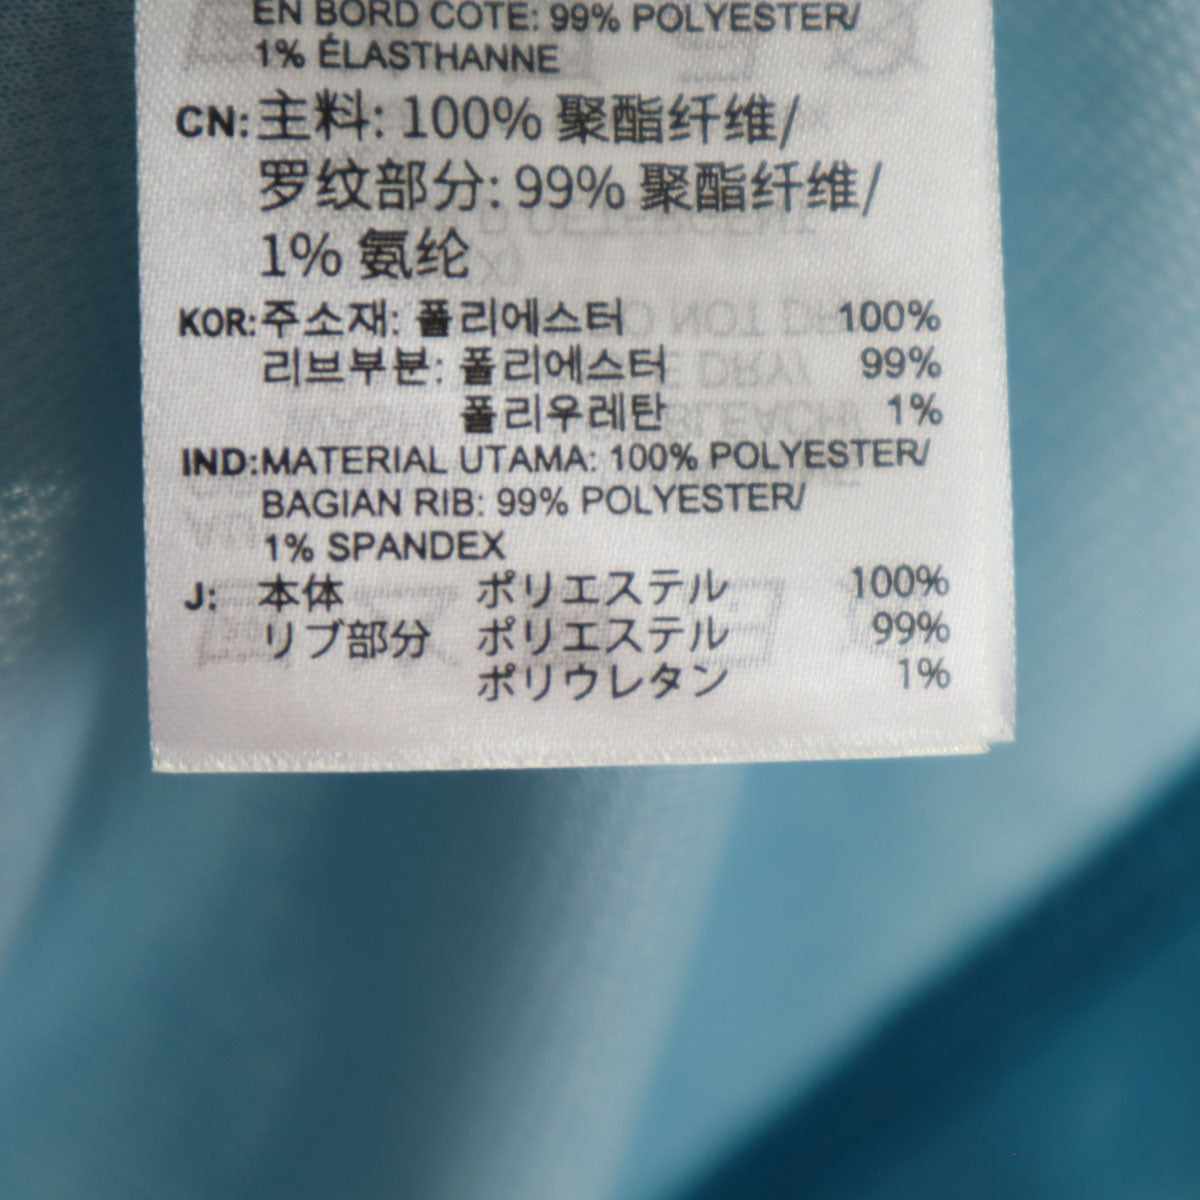 EN BORD COTE: 99% POLYESTER/
1% ÉLASTHANNE
CN: 主料: 100% 聚酯纤维/
罗纹部分: 99% 聚酯纤维/
1% 氨纶
KOR: 주소재: 폴리에스터 100%
리브부분: 폴리에스터 99%
폴리우레탄 1%
IND: MATERIAL UTAMA: 100% POLYESTER/
BAGIAN RIB: 99% POLYESTER/
1% SPANDEX
J: 本体 ポリエステル 100%
リブ部分 ポリエステル 99%
ポリウレタン 1%